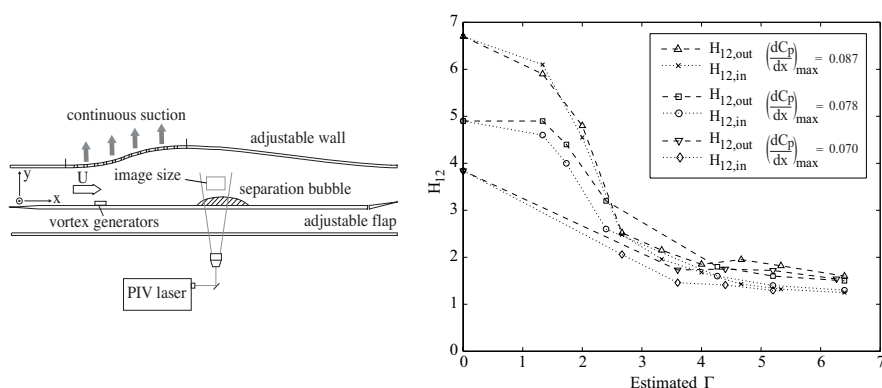 continuous suction
adjustable wall
y
U
x
image size
separation bubble
vortex generators
adjustable flap
PIV laser
7
6
5
4
3
2
1
0
H12
0 1 2 3 4 5 6 7
Estimated Γ
H12,out
H12,in
(dCp/dx)max = 0.087
H12,out
H12,in
(dCp/dx)max = 0.078
H12,out
H12,in
(dCp/dx)max = 0.070